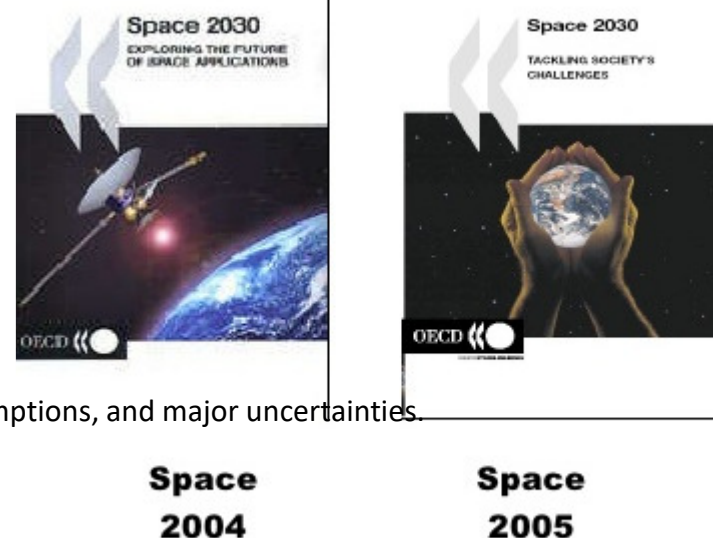 Space 2030
EXPLORING THE FUTURE
OF SPACE APPLICATIONS
OECD
Space 2030
TACKLING SOCIETY'S
CHALLENGES
OECD
mptions, and major uncertainties.
Space
2004
Space
2005